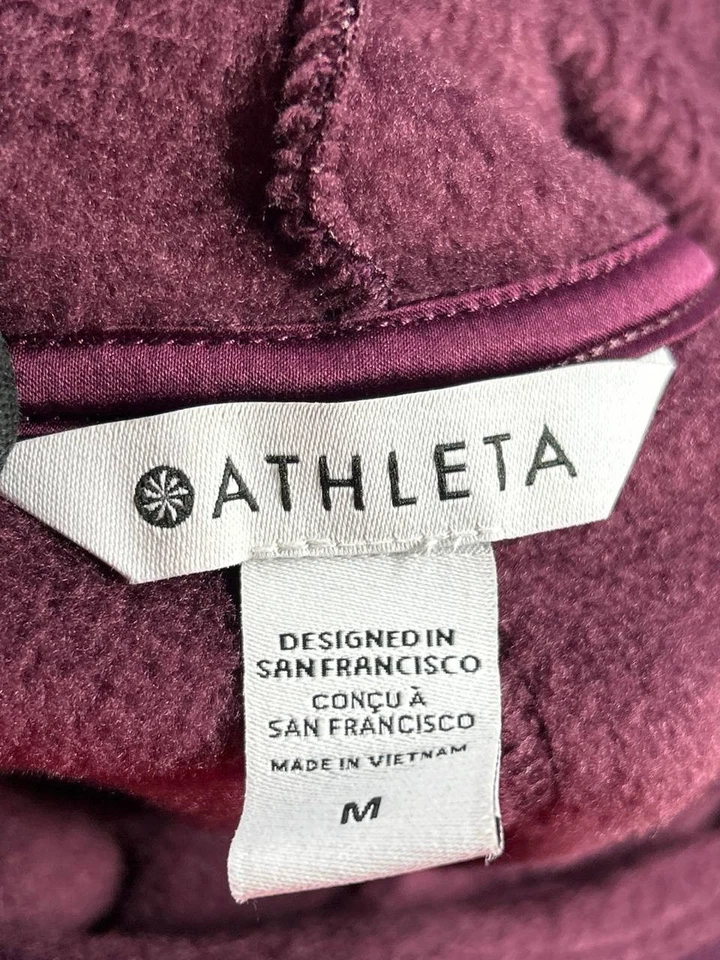 ATHLETA
DESIGNED IN
SAN FRANCISCO
CONÇU À
SAN FRANCISCO
MADE IN VIETNAM
M